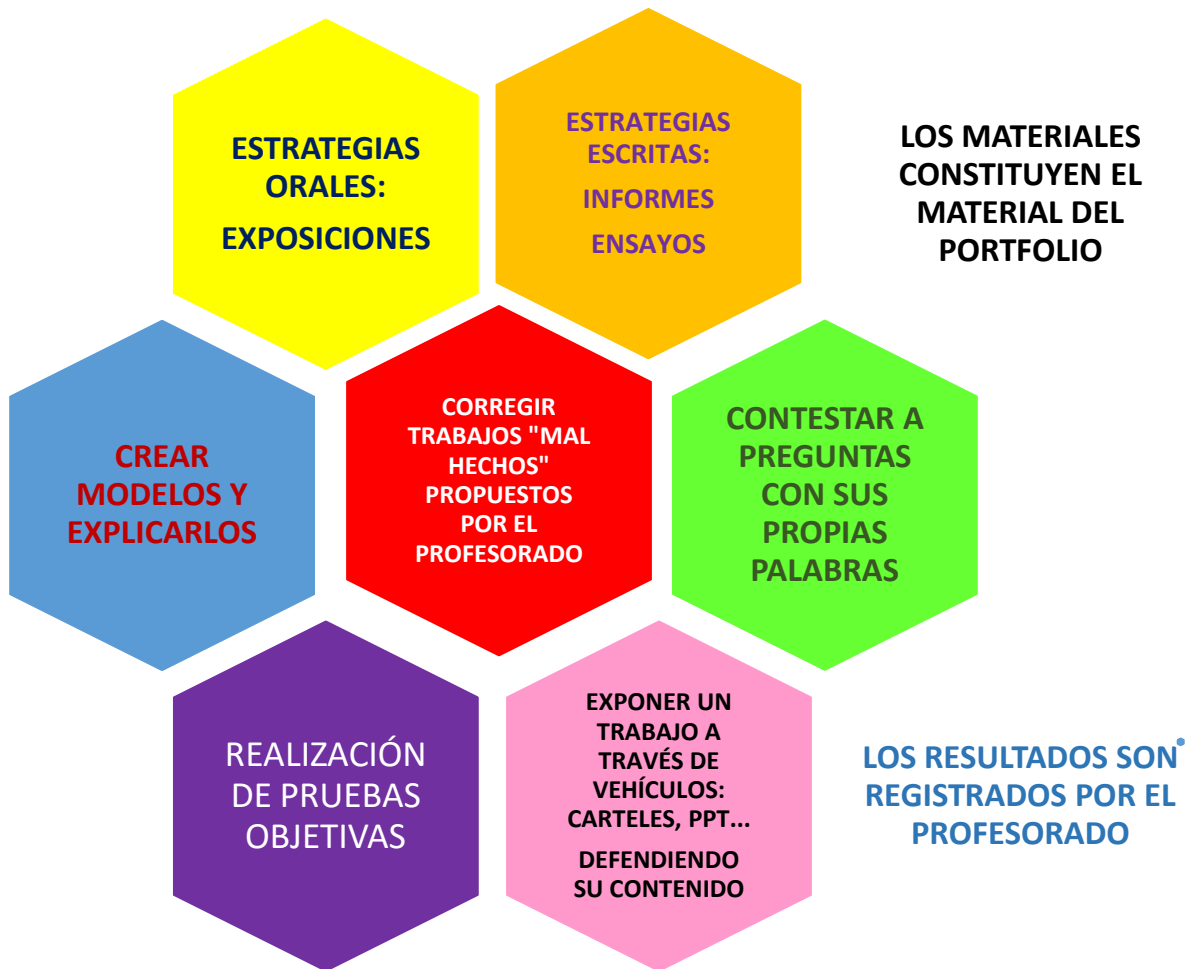 ESTRATEGIAS
ORALES:
EXPOSICIONES
ESTRATEGIAS
ESCRITAS:
INFORMES
ENSAYOS
LOS MATERIALES
CONSTITUYEN EL
MATERIAL DEL
PORTFOLIO
CREAR
MODELOS Y
EXPLICARLOS
CORREGIR
TRABAJOS "MAL
HECHOS"
PROPUESTOS
POR EL
PROFESORADO
CONTESTAR A
PREGUNTAS
CON SUS
PROPIAS
PALABRAS
REALIZACIÓN
DE PRUEBAS
OBJETIVAS
EXPONER UN
TRABAJO A
TRAVÉS DE
VEHÍCULOS:
CARTELES, PPT...
DEFENDIENDO
SU CONTENIDO
LOS RESULTADOS SON
REGISTRADOS POR EL
PROFESORADO